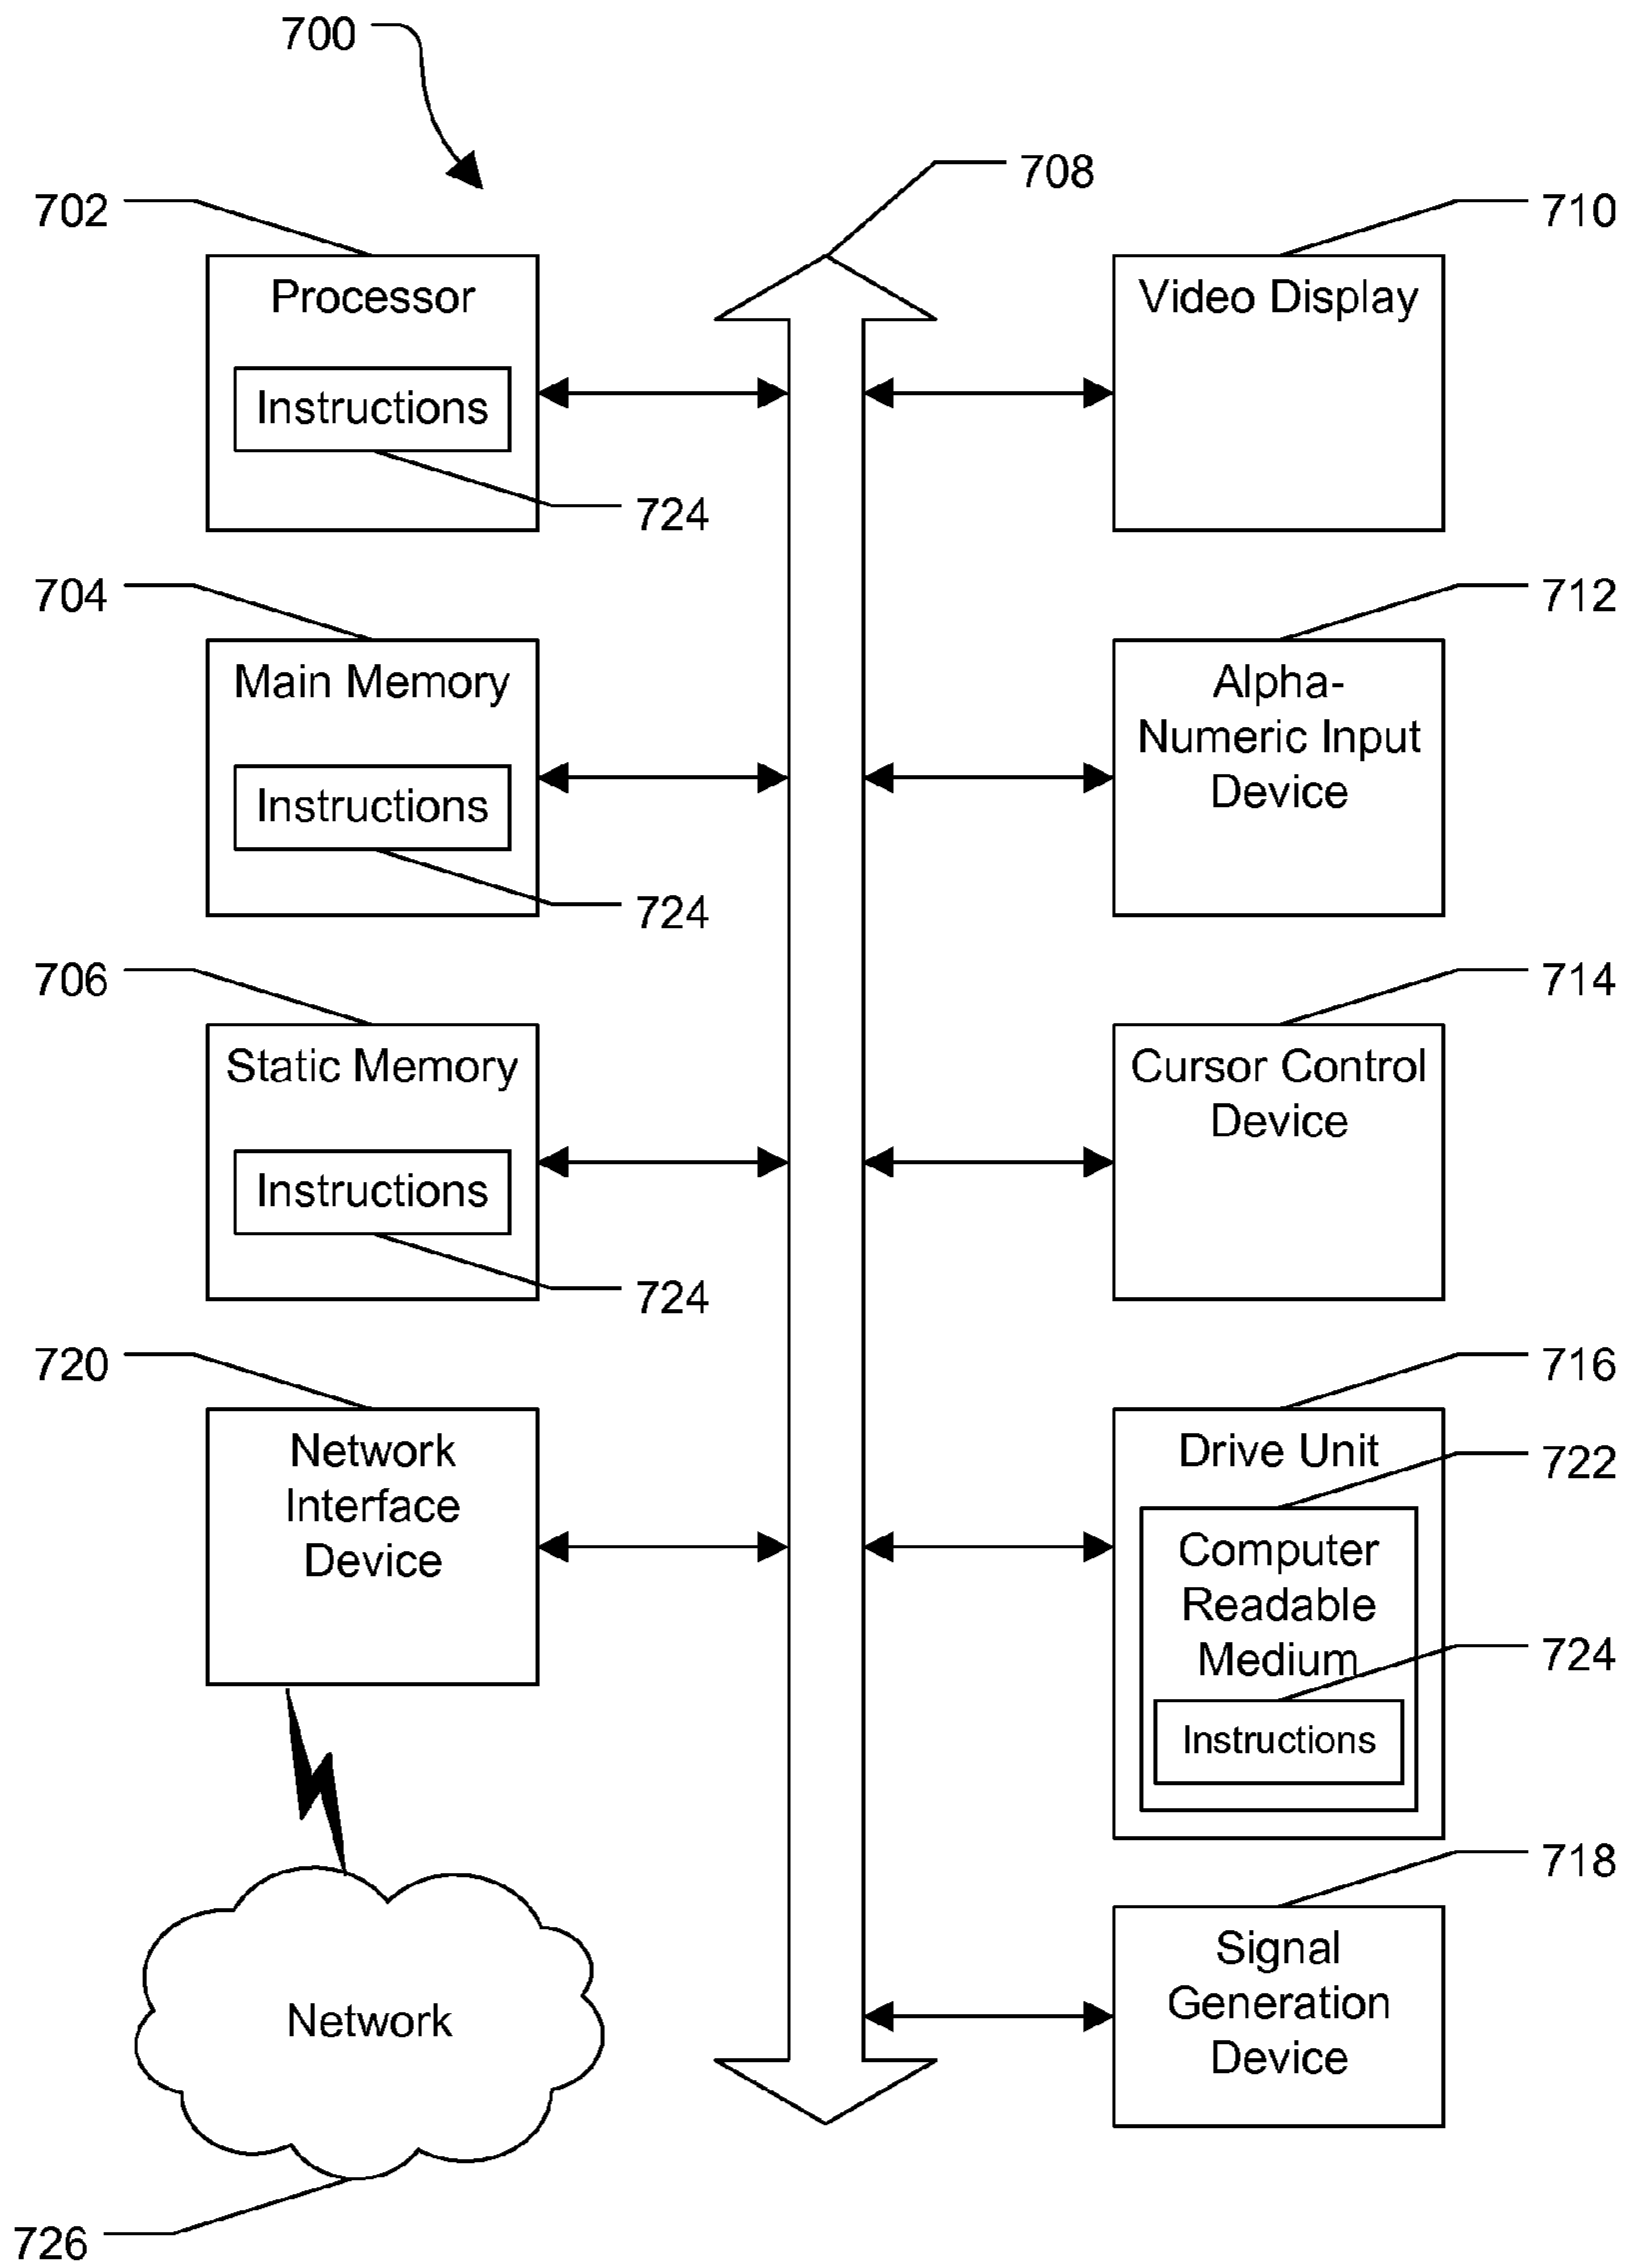 700
708
702
710
Processor
Instructions
724
Video Display
704
712
Main Memory
Instructions
724
Alpha-
Numeric Input
Device
706
714
Static Memory
Instructions
724
Cursor Control
Device
720
716
Network
Interface
Device
Drive Unit
722
Computer
Readable
Medium
724
Instructions
718
Signal
Generation
Device
Network
726